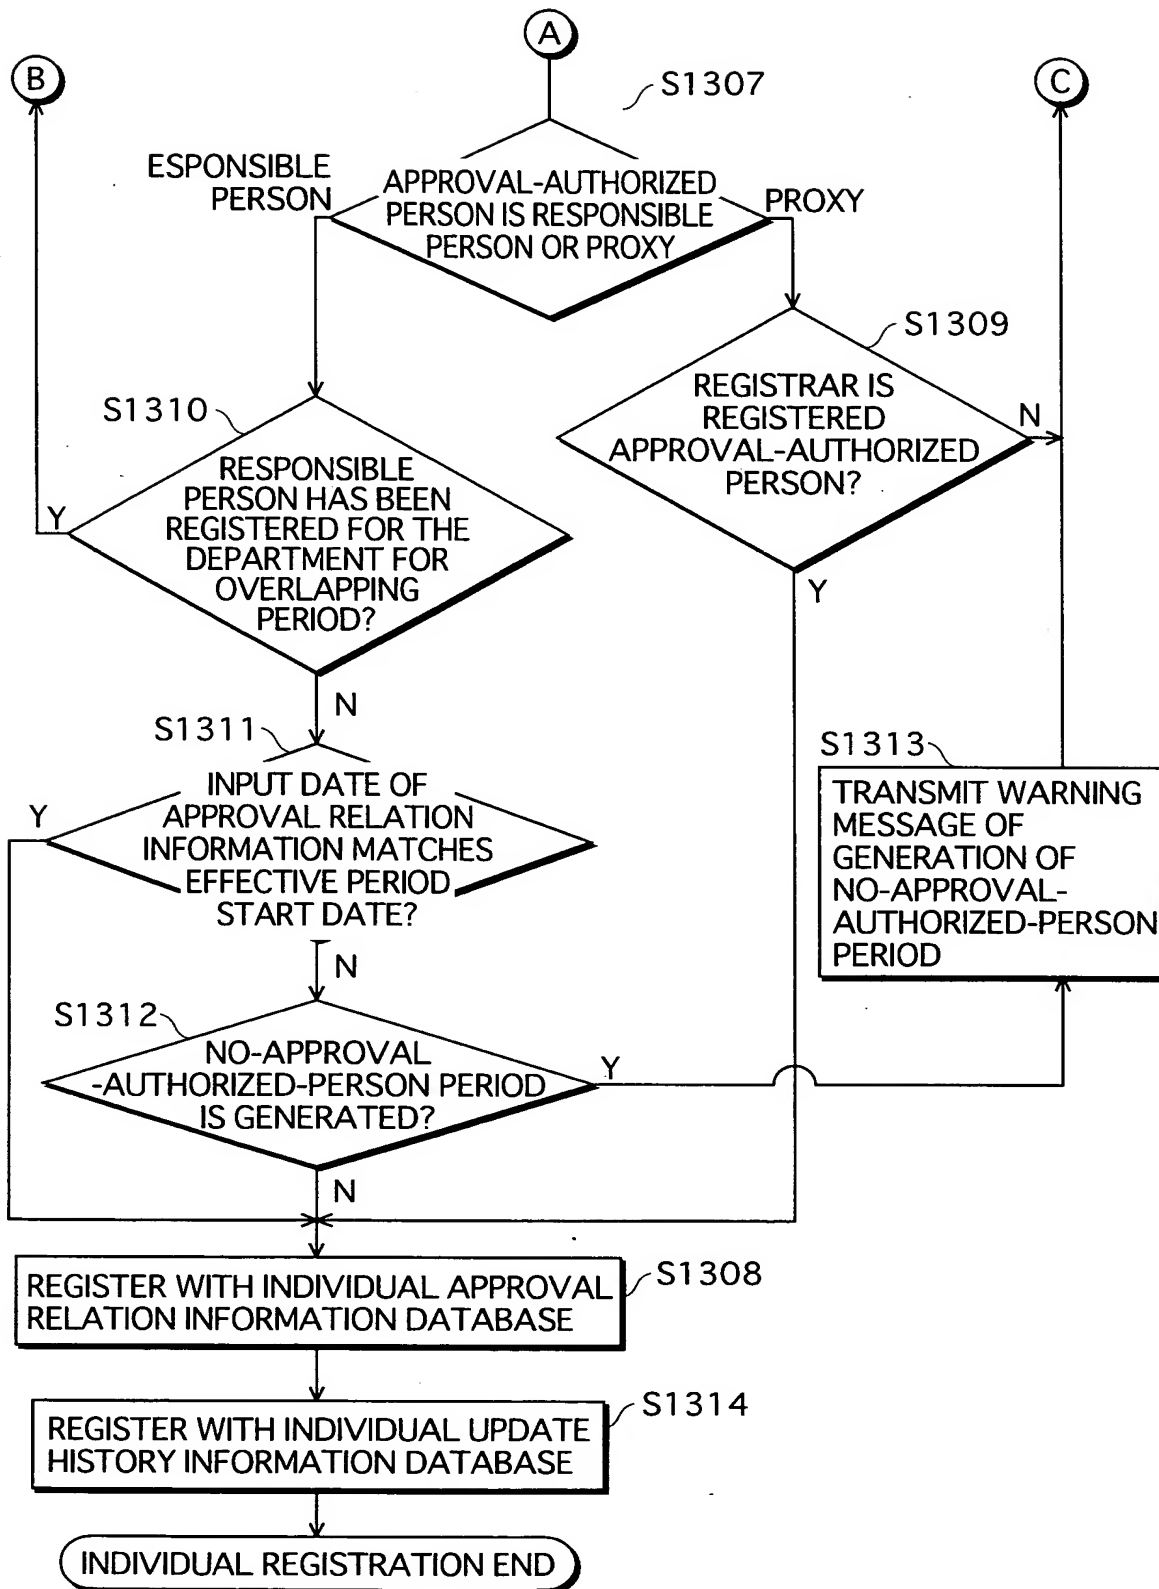 A
B
S1307
C
ESPONSIBLE
PERSON
APPROVAL-AUTHORIZED
PERSON IS RESPONSIBLE
PERSON OR PROXY
PROXY
S1309
REGISTRAR IS
REGISTERED
APPROVAL-AUTHORIZED
PERSON?
N
Y
S1310
RESPONSIBLE
PERSON HAS BEEN
REGISTERED FOR THE
DEPARTMENT FOR
OVERLAPPING
PERIOD?
Y
N
S1311
INPUT DATE OF
APPROVAL RELATION
INFORMATION MATCHES
EFFECTIVE PERIOD
START DATE?
Y
N
S1313
TRANSMIT WARNING
MESSAGE OF
GENERATION OF
NO-APPROVAL-
AUTHORIZED-PERSON
PERIOD
S1312
NO-APPROVAL
-AUTHORIZED-PERSON PERIOD
IS GENERATED?
Y
N
REGISTER WITH INDIVIDUAL APPROVAL
RELATION INFORMATION DATABASE
S1308
REGISTER WITH INDIVIDUAL UPDATE
HISTORY INFORMATION DATABASE
S1314
INDIVIDUAL REGISTRATION END